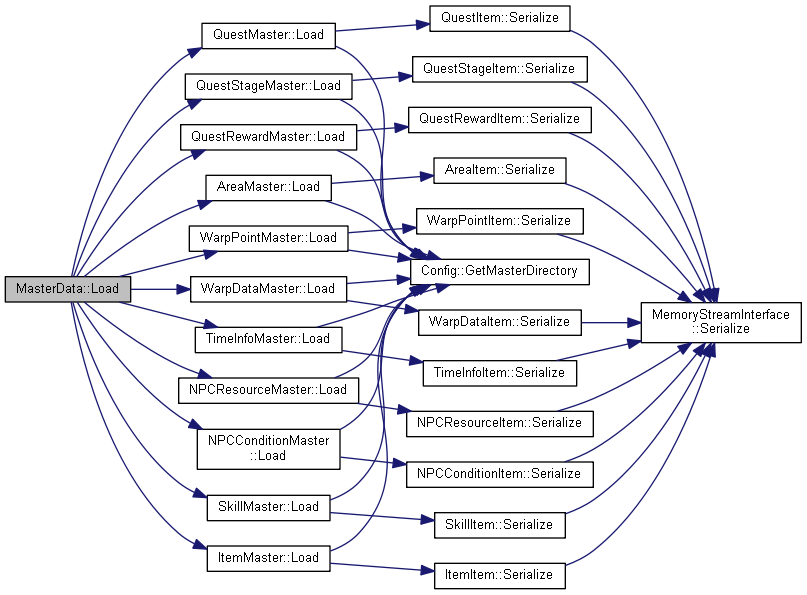 MasterData::Load
QuestMaster::Load
QuestStageMaster::Load
QuestRewardMaster::Load
AreaMaster::Load
WarpPointMaster::Load
WarpDataMaster::Load
TimeInfoMaster::Load
NPCResourceMaster::Load
NPCConditionMaster
::Load
SkillMaster::Load
ItemMaster::Load
QuestItem::Serialize
QuestStageItem::Serialize
QuestRewardItem::Serialize
AreaItem::Serialize
WarpPointItem::Serialize
Config::GetMasterDirectory
WarpDataItem::Serialize
TimeInfoItem::Serialize
NPCResourceItem::Serialize
NPCConditionItem::Serialize
SkillItem::Serialize
ItemItem::Serialize
MemoryStreamInterface
::Serialize